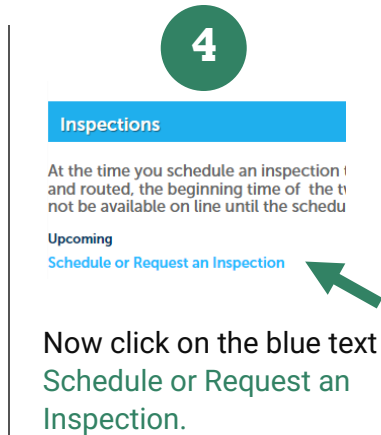 4
Inspections
At the time you schedule an inspection
and routed, the beginning time of the
not be available on line until the
Upcoming
Schedule or Request an Inspection
Now click on the blue text
Schedule or Request an
Inspection.